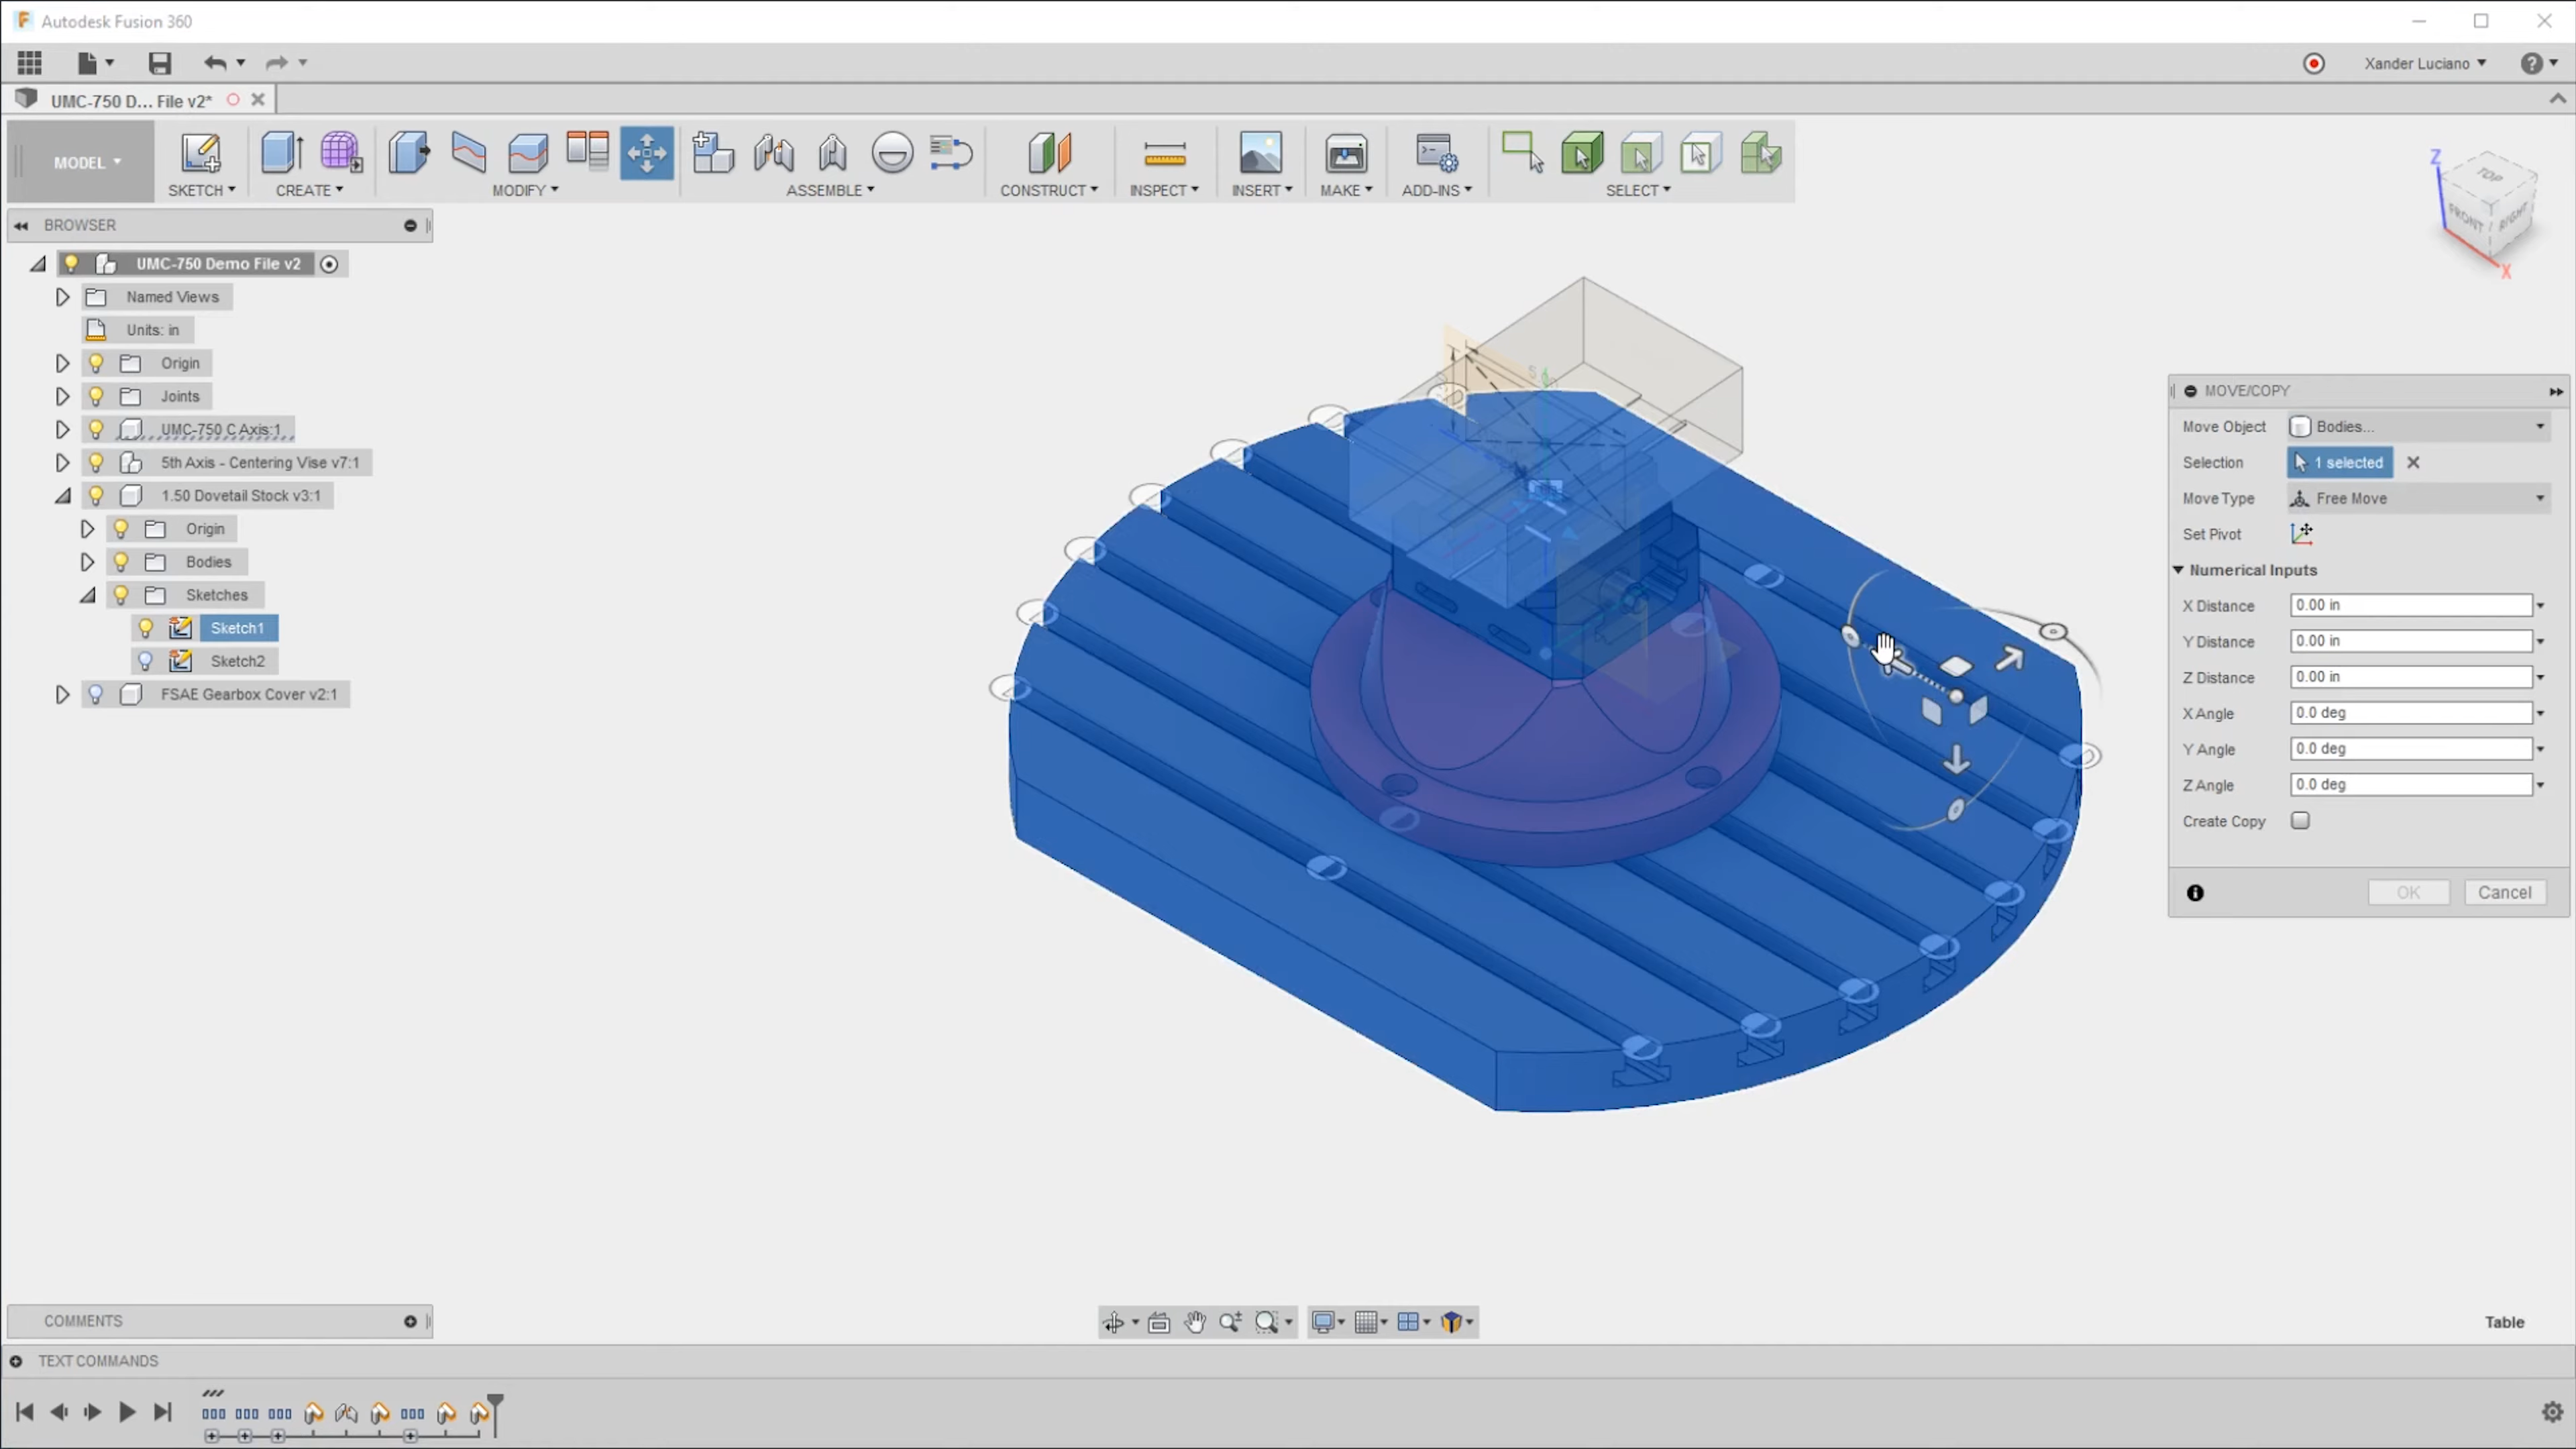 Autodesk Fusion 360
Xander Luciano
UMC-750 D... File v2*
MODEL
SKETCH
CREATE
MODIFY
ASSEMBLE
CONSTRUCT
INSPECT
INSERT
MAKE
ADD-INS
SELECT
Z
TOP
FRONT
RIGHT
X
BROWSER
UMC-750 Demo File v2
Named Views
Units: in
Origin
Joints
UMC-750 C Axis:1
5th Axis - Centering Vise v7:1
1.50 Dovetail Stock v3:1
Origin
Bodies
Sketches
Sketch1
Sketch2
FSAE Gearbox Cover v2:1
MOVE/COPY
Move Object Bodies...
Selection 1 selected
Move Type Free Move
Set Pivot
Numerical Inputs
X Distance 0.00 in
Y Distance 0.00 in
Z Distance 0.00 in
X Angle 0.0 deg
Y Angle 0.0 deg
Z Angle 0.0 deg
Create Copy
OK Cancel
COMMENTS
Table
TEXT COMMANDS